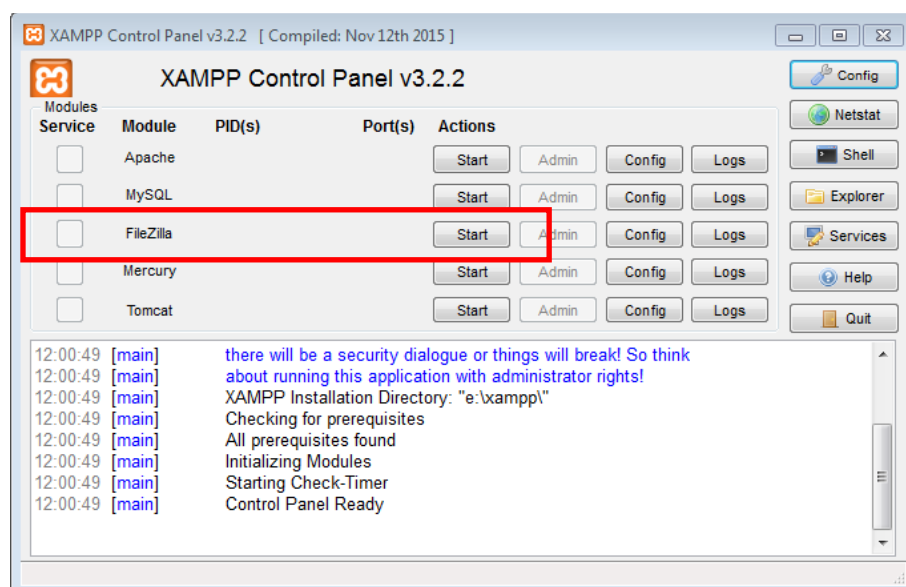 XAMPP Control Panel v3.2.2 [ Compiled: Nov 12th 2015 ]
XAMPP Control Panel v3.2.2
Config
Modules
Service Module PID(s) Port(s) Actions
Netstat
Apache Start Admin Config Logs
Shell
MySQL Start Admin Config Logs
Explorer
FileZilla Start Admin Config Logs
Services
Mercury Start Admin Config Logs
Help
Tomcat Start Admin Config Logs
Quit
12:00:49 [main] there will be a security dialogue or things will break! So think
12:00:49 [main] about running this application with administrator rights!
12:00:49 [main] XAMPP Installation Directory: "e:\xampp\"
12:00:49 [main] Checking for prerequisites
12:00:49 [main] All prerequisites found
12:00:49 [main] Initializing Modules
12:00:49 [main] Starting Check-Timer
12:00:49 [main] Control Panel Ready